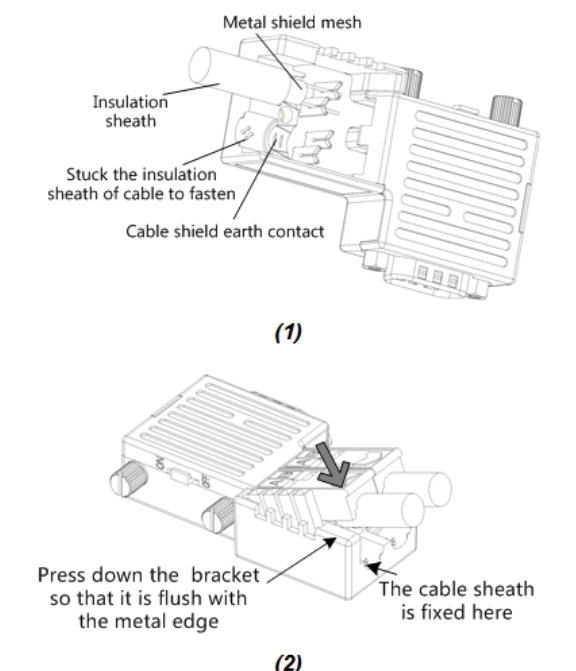 Metal shield mesh
Insulation
sheath
Stuck the insulation
sheath of cable to fasten
Cable shield earth contact
(1)
ON
OFF
Press down the bracket
so that it is flush with
the metal edge
The cable sheath
is fixed here
(2)